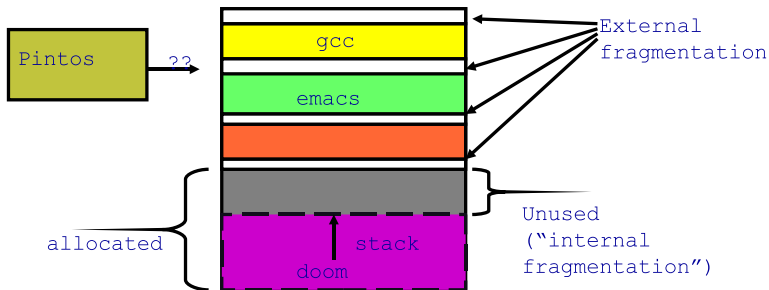 Pintos
??
gcc
emacs
External
fragmentation
allocated
stack
doom
Unused
(“internal
fragmentation”)